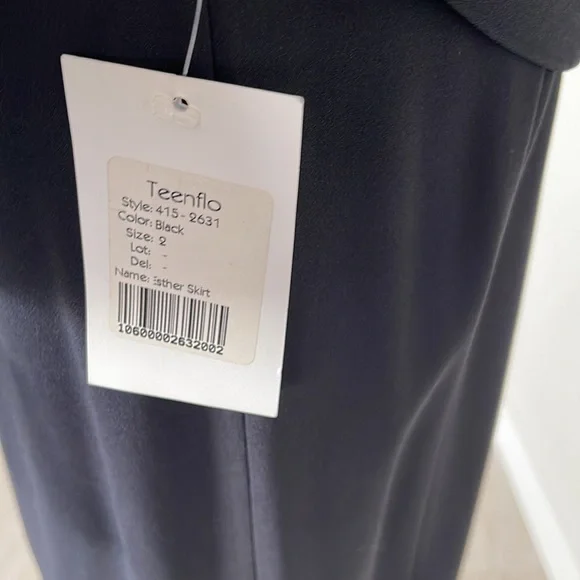 Teenflo
Style: 415-2631
Color: Black
Size: 2
Lot: -
Del: -
Name: Esther Skirt
10600002632002